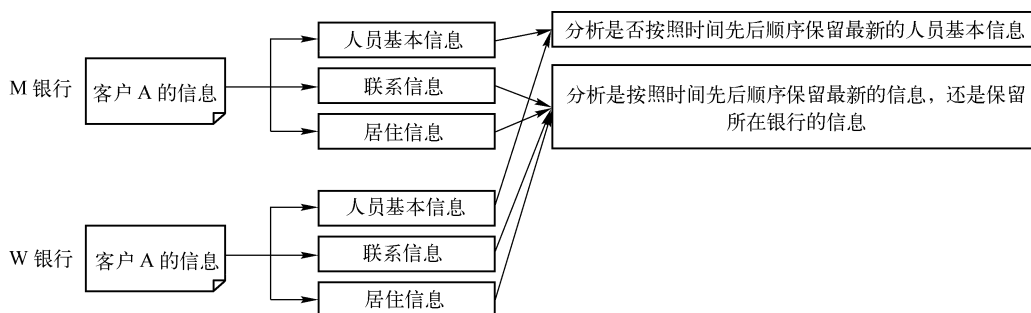 人员基本信息
分析是否按照时间先后顺序保留最新的人员基本信息
M 银行
客户 A 的信息
联系信息
分析是按照时间先后顺序保留最新的信息，还是保留
所在银行的信息
居住信息
人员基本信息
W 银行
客户 A 的信息
联系信息
居住信息